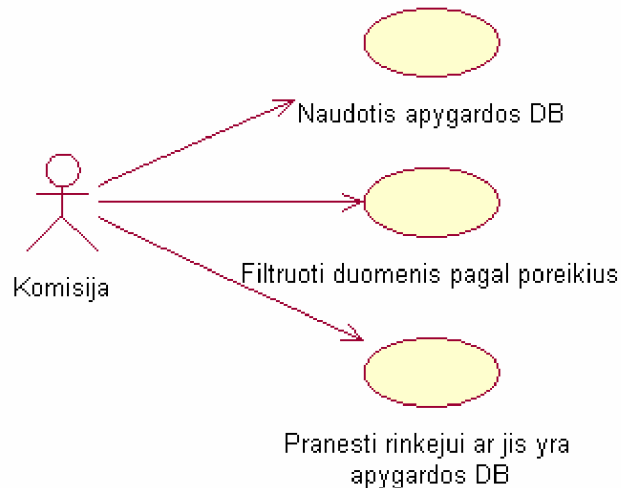 Naudotis apygardos DB
Filtruoti duomenis pagal poreikius
Komisija
Pranesti rinkejui ar jis yra
apygardos DB